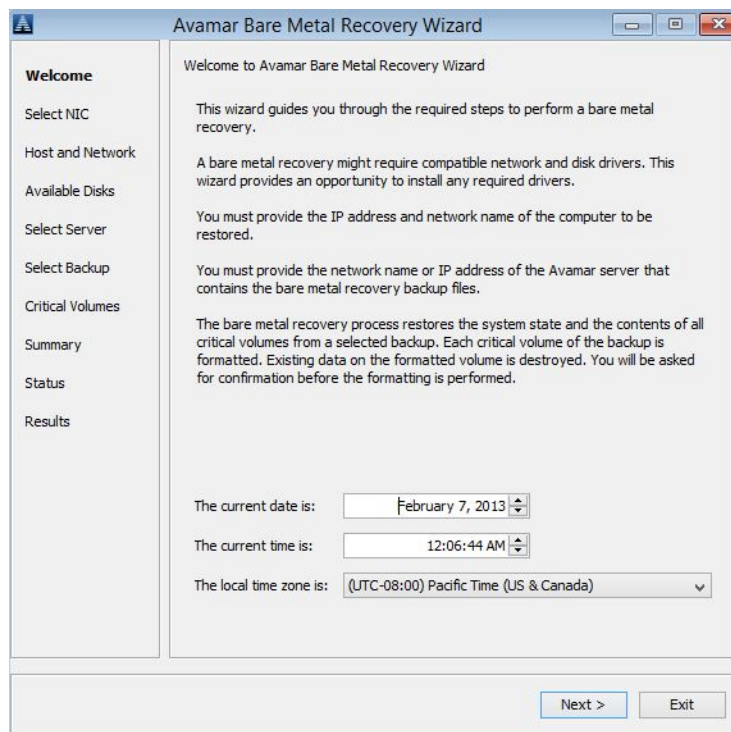 Avamar Bare Metal Recovery Wizard
Welcome
Select NIC
Host and Network
Available Disks
Select Server
Select Backup
Critical Volumes
Summary
Status
Results
Welcome to Avamar Bare Metal Recovery Wizard
This wizard guides you through the required steps to perform a bare metal
recovery.
A bare metal recovery might require compatible network and disk drivers. This
wizard provides an opportunity to install any required drivers.
You must provide the IP address and network name of the computer to be
restored.
You must provide the network name or IP address of the Avamar server that
contains the bare metal recovery backup files.
The bare metal recovery process restores the system state and the contents of all
critical volumes from a selected backup. Each critical volume of the backup is
formatted. Existing data on the formatted volume is destroyed. You will be asked
for confirmation before the formatting is performed.
The current date is: February 7, 2013
The current time is: 12:06:44 AM
The local time zone is: (UTC-08:00) Pacific Time (US & Canada)
Next > Exit